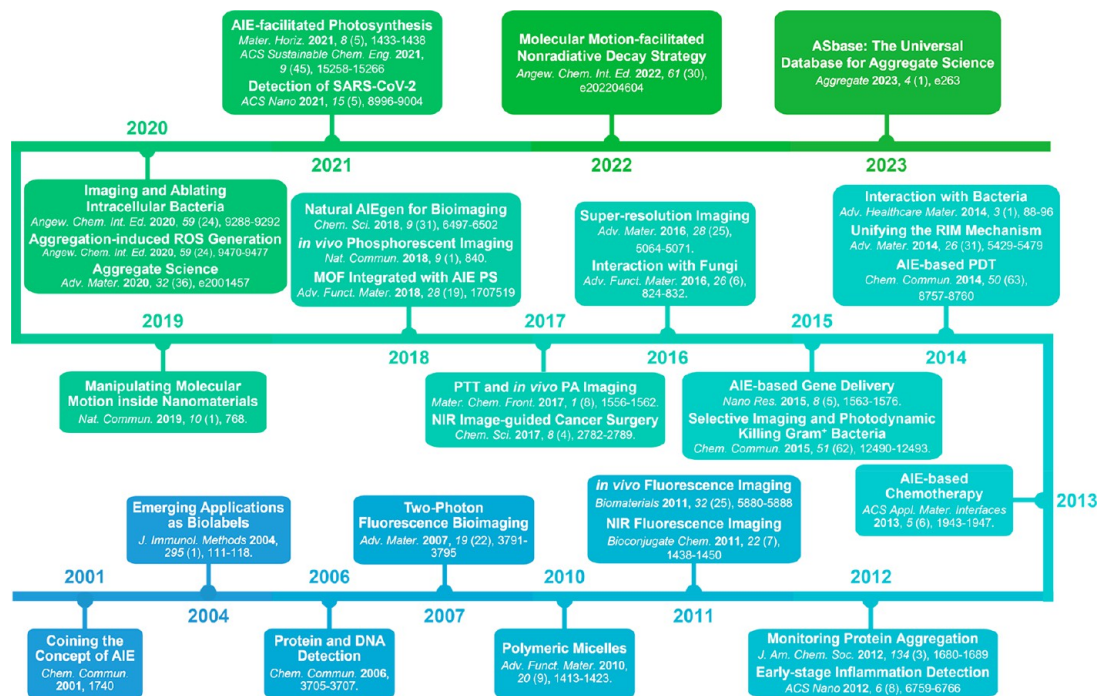 AIE-facilitated Photosynthesis
Mater. Horiz. 2021, 8 (5), 1433-1438
ACS Sustainable Chem. Eng. 2021,
9 (45), 15258-15266
Detection of SARS-CoV-2
ACS Nano 2021, 15 (5), 8996-9004
Molecular Motion-facilitated
Nonradiative Decay Strategy
Angew. Chem. Int. Ed. 2022, 61 (30),
e202204604
ASbase: The Universal
Database for Aggregate Science
Aggregate 2023, 4 (1), e263
2020
2021
2022
2023
Imaging and Ablating
Intracellular Bacteria
Angew. Chem. Int. Ed. 2020, 59 (24), 9288-9292
Aggregation-induced ROS Generation
Angew. Chem. Int. Ed. 2020, 59 (24), 9470-9477
Aggregate Science
Adv. Mater. 2020, 32 (36), e2001457
Natural AIEgen for Bioimaging
Chem. Sci. 2018, 9 (31), 6497-6502
in vivo Phosphorescent Imaging
Nat. Commun. 2018, 9 (1), 840.
MOF Integrated with AIE PS
Adv. Funct. Mater. 2018, 28 (19), 1707519
Super-resolution Imaging
Adv. Mater. 2016, 28 (25),
5064-5071.
Interaction with Fungi
Adv. Funct. Mater. 2016, 26 (6),
824-832.
Interaction with Bacteria
Adv. Healthcare Mater. 2014, 3 (1), 88-96
Unifying the RIM Mechanism
Adv. Mater. 2014, 26 (31), 5429-5479
AIE-based PDT
Chem. Commun. 2014, 50 (63),
8757-8760
2019
2018
2017
2016
2015
2014
Manipulating Molecular
Motion inside Nanomaterials
Nat. Commun. 2019, 10 (1), 768.
PTT and in vivo PA Imaging
Mater. Chem. Front. 2017, 1 (8), 1556-1562.
NIR Image-guided Cancer Surgery
Chem. Sci. 2017, 8 (4), 2782-2789.
AIE-based Gene Delivery
Nano Res. 2015, 8 (5), 1563-1576.
Selective Imaging and Photodynamic
Killing Gram⁺ Bacteria
Chem. Commun. 2015, 51 (62), 12490-12493.
AIE-based
Chemotherapy
ACS Appl. Mater. Interfaces
2013, 5 (6), 1943-1947.
2013
Emerging Applications
as Biolabels
J. Immunol. Methods 2004,
295 (1), 111-118.
Two-Photon
Fluorescence Bioimaging
Adv. Mater. 2007, 19 (22), 3791-
3795
in vivo Fluorescence Imaging
Biomaterials 2011, 32 (25), 5880-5888
NIR Fluorescence Imaging
Bioconjugate Chem. 2011, 22 (7),
1438-1450
2001
2004
2006
2007
2010
2011
2012
Coining the
Concept of AIE
Chem. Commun.
2001, 1740
Protein and DNA
Detection
Chem. Commun. 2006,
3705-3707.
Polymeric Micelles
Adv. Funct. Mater. 2010,
20 (9), 1413-1423.
Monitoring Protein Aggregation
J. Am. Chem. Soc. 2012, 134 (3), 1680-1689
Early-stage Inflammation Detection
ACS Nano 2012, 6 (8), 6759-6766